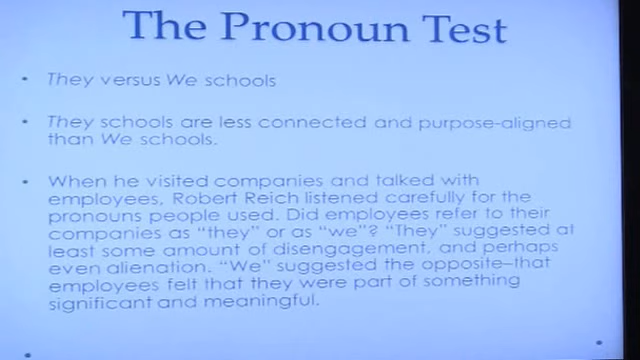 The Pronoun Test
• They versus We schools
• They schools are less connected and purpose-aligned
than We schools.
• When he visited companies and talked with
employees, Robert Reich listened carefully for the
pronouns people used. Did employees refer to their
companies as “they” or as “we”? “They” suggested at
least some amount of disengagement, and perhaps
even alienation. “We” suggested the opposite–that
employees felt that they were part of something
significant and meaningful.